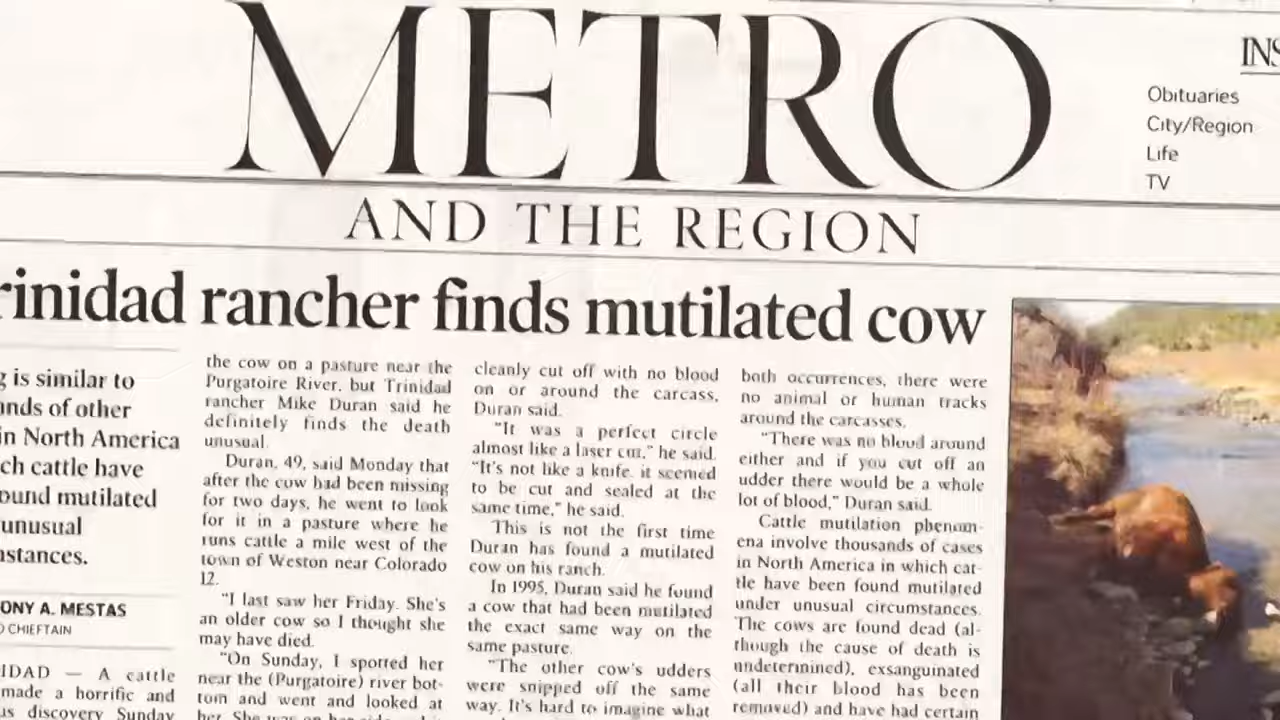 METRO
AND THE REGION
INS
Obituaries
City/Region
Life
TV
rinidad rancher finds mutilated cow
g is similar to
nds of other
in North America
ch cattle have
ound mutilated
unusual
nstances.
ONY A. MESTAS
CHIEFTAIN
IDAD — A cattle
made a horrific and
us discovery Sunday
the cow on a pasture near the
Purgatoire River, but Trinidad
rancher Mike Duran said he
definitely finds the death
unusual.
Duran, 49, said Monday that
after the cow had been missing
for two days, he went to look
for it in a pasture where he
runs cattle a mile west of the
town of Weston near Colorado
12.
"I last saw her Friday. She's
an older cow so I thought she
may have died.
"On Sunday, I spotted her
near the (Purgatoire) river bot-
tom and went and looked at
her. She was on her side
cleanly cut off with no blood
on or around the carcass,
Duran said.
"It was a perfect circle
almost like a laser cut," he said.
"It's not like a knife, it seemed
to be cut and sealed at the
same time," he said.
This is not the first time
Duran has found a mutilated
cow on his ranch.
In 1995, Duran said he found
a cow that had been mutilated
the exact same way on the
same pasture.
"The other cow's udders
were snipped off the same
way. It's hard to imagine what
both occurrences, there were
no animal or human tracks
around the carcasses.
"There was no blood around
either and if you cut off an
udder there would be a whole
lot of blood," Duran said.
Cattle mutilation phenom-
ena involve thousands of cases
in North America in which cat-
tle have been found mutilated
under unusual circumstances.
The cows are found dead (al-
though the cause of death is
undetermined), exsanguinated
(all their blood has been
removed) and have had certain